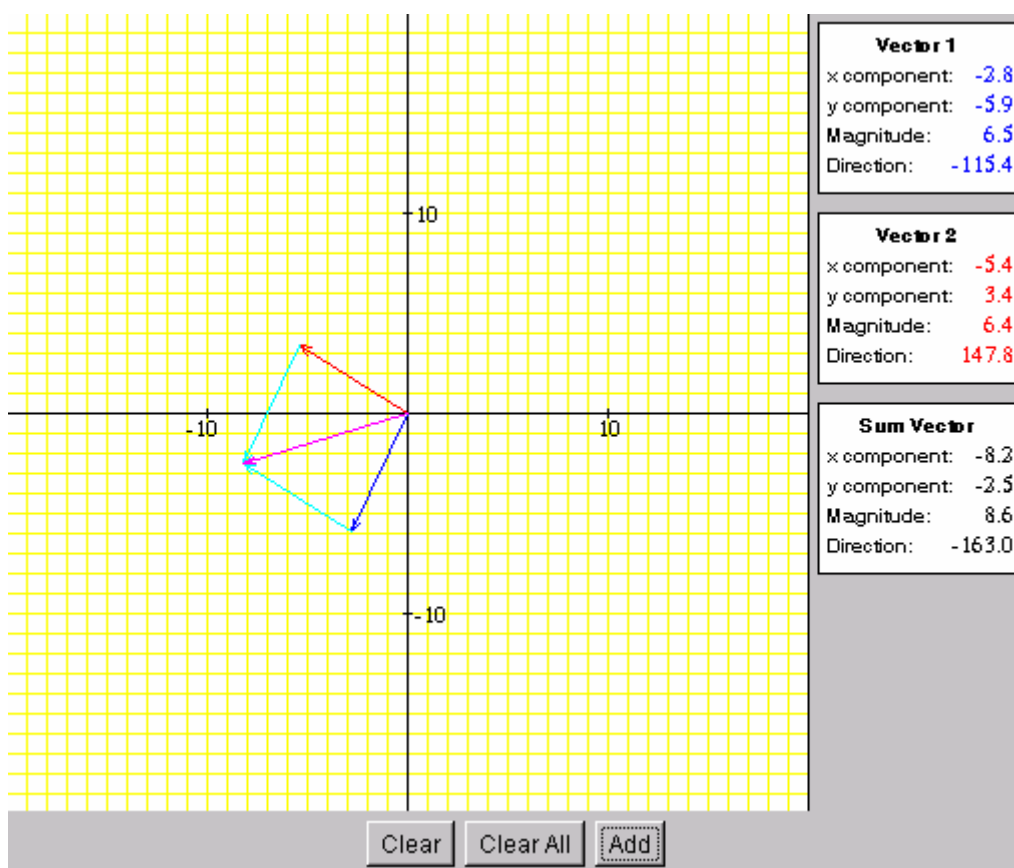 10
-10 10
-10
Vector 1
x component: -2.8
y component: -5.9
Magnitude: 6.5
Direction: -115.4
Vector 2
x component: -5.4
y component: 3.4
Magnitude: 6.4
Direction: 147.8
Sum Vector
x component: -8.2
y component: -2.5
Magnitude: 8.6
Direction: -163.0
Clear Clear All Add